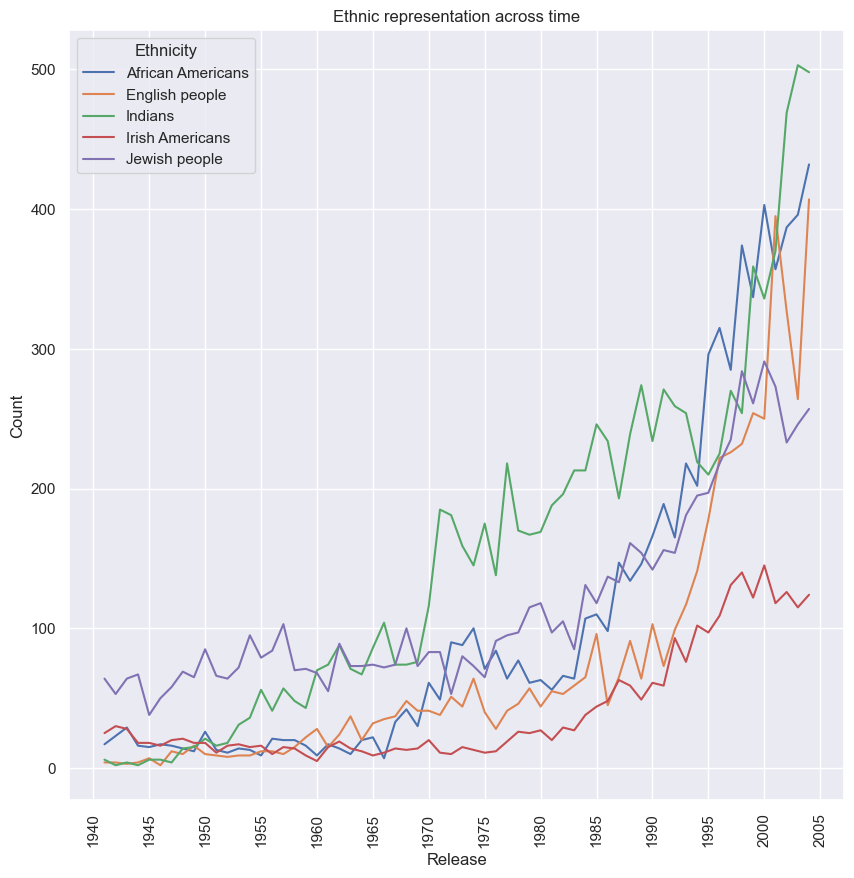 Ethnic representation across time
Ethnicity
African Americans
English people
Indians
Irish Americans
Jewish people
500
400
300
200
100
0
Count
1940
1945
1950
1955
1960
1965
1970
1975
1980
1985
1990
1995
2000
2005
Release